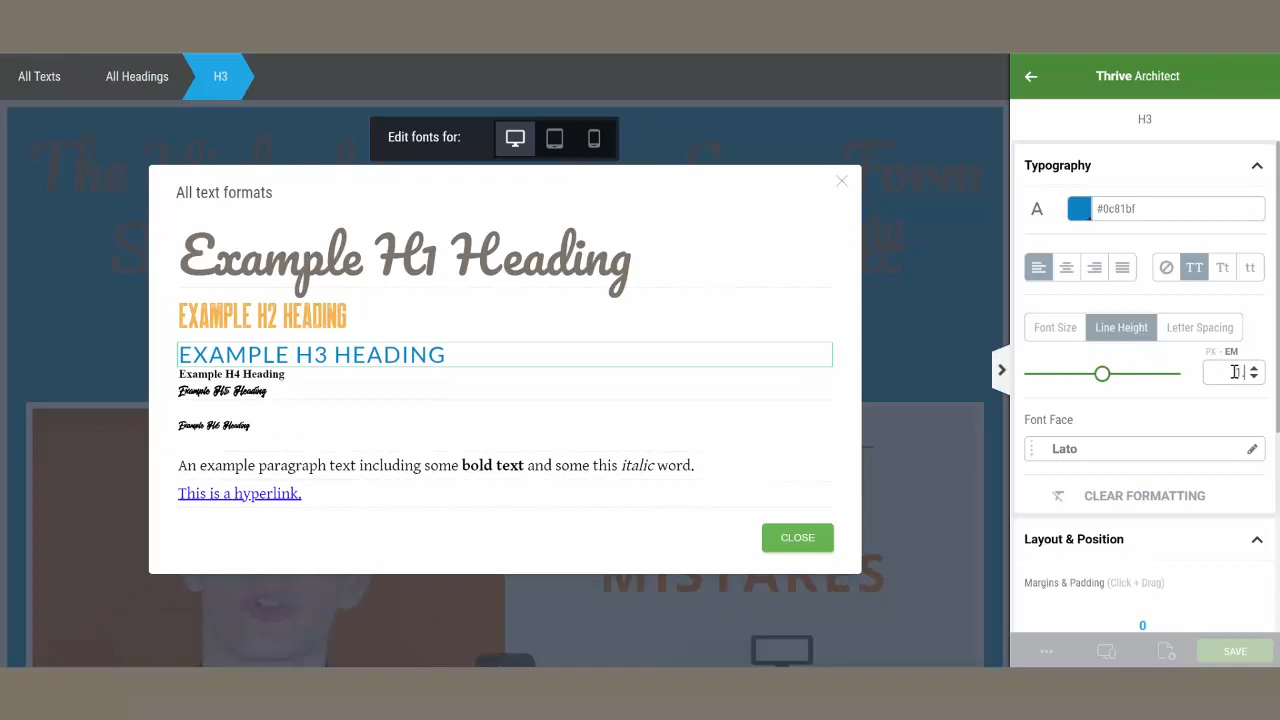 All Texts All Headings H3
Thrive Architect
H3
Edit fonts for:
All text formats
Example H1 Heading
EXAMPLE H2 HEADING
EXAMPLE H3 HEADING
Example H4 Heading
Example H5 Heading
Example H6 Heading
An example paragraph text including some bold text and some this italic word.
This is a hyperlink.
CLOSE
MISTAKES
Typography
A #0c81bf
TT Tt tt
Font Size Line Height Letter Spacing
PX - EM
Font Face
Lato
CLEAR FORMATTING
Layout & Position
Margins & Padding (Click + Drag)
0
SAVE